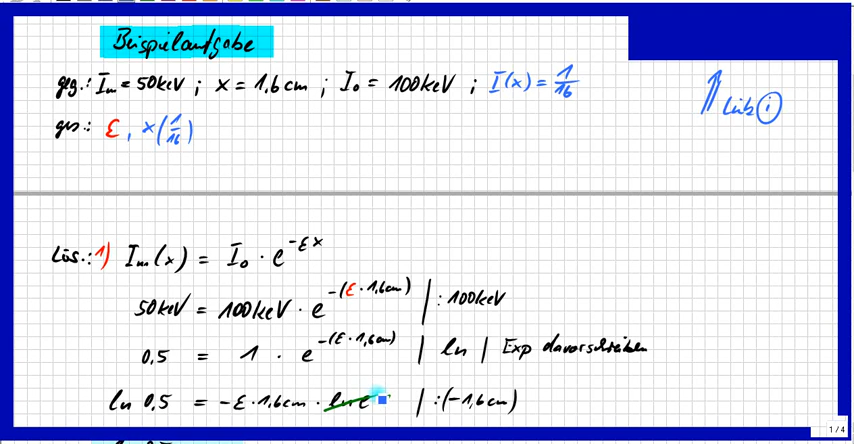 Beispielaufgabe
geg.: Im = 50keV ; x = 1,6cm ; I₀ = 100keV ; I(x) = 1/16
ges.: ε, x(1/16)
Link ⓘ
Lös.: 1) Im(x) = I₀ · e^(-εx)
50keV = 100keV · e^(-(ε · 1,6cm)) | : 100keV
0,5 = 1 · e^(-(ε · 1,6cm)) | ln | Exp davorschreiben
ln 0,5 = -ε · 1,6cm · ln e | : (-1,6cm)
1 / 4